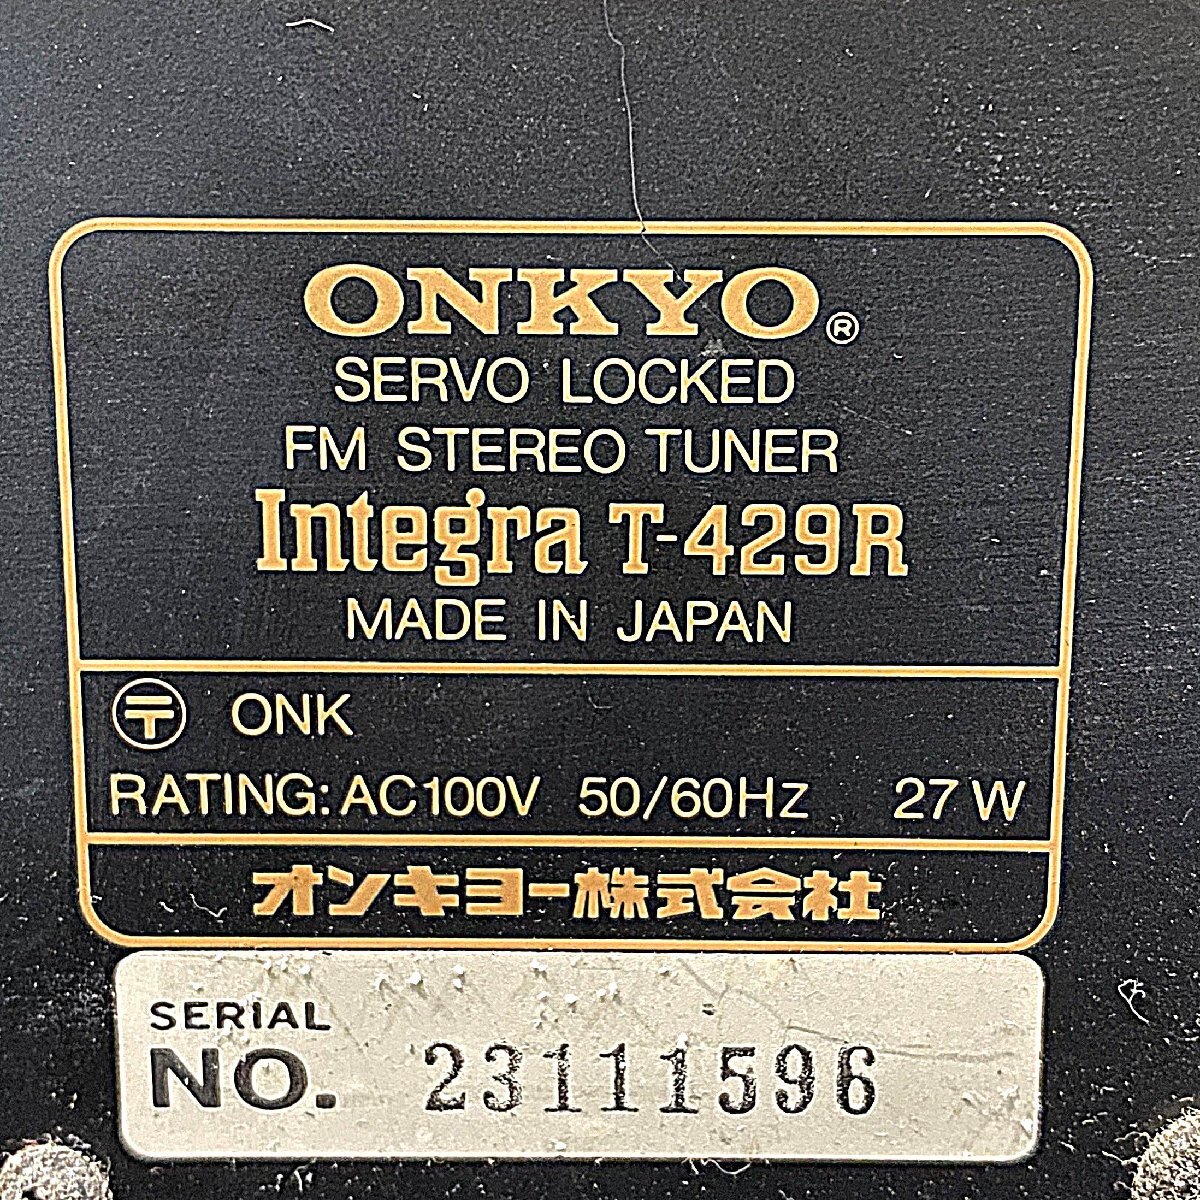 ONKYO®
SERVO LOCKED
FM STEREO TUNER
Integra T-429R
MADE IN JAPAN
〒 ONK
RATING: AC100V 50/60Hz 27W
オンキヨー株式会社
SERIAL
NO. 23111596